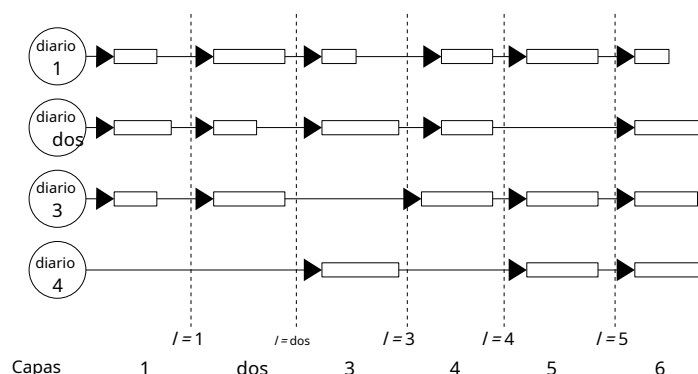 diario
1
diario
dos
diario
3
diario
4
l = 1
l = dos
l = 3
l = 4
l = 5
Capas 1 dos 3 4 5 6